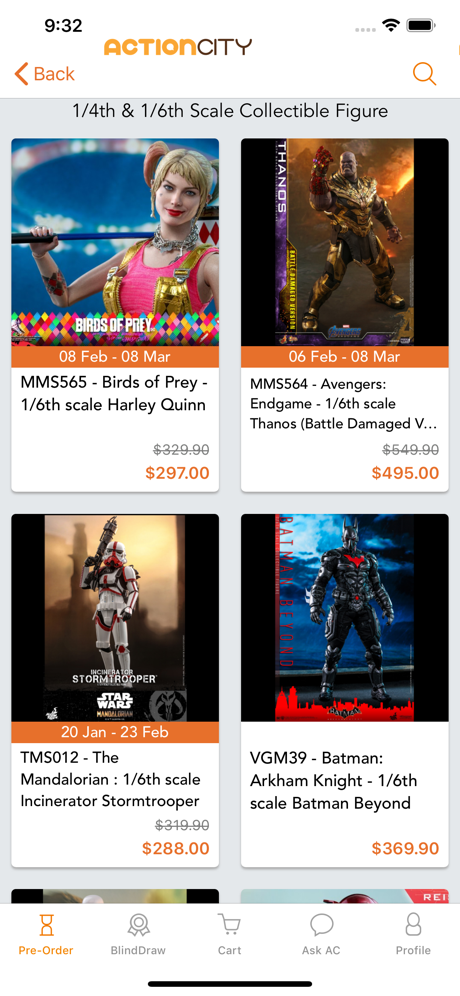 9:32
ACTIONCITY
Back
1/4th & 1/6th Scale Collectible Figure
BIRDS OF PREY
08 Feb - 08 Mar
MMS565 - Birds of Prey -
1/6th scale Harley Quinn
$329.90
$297.00
THANOS
BATTLE DAMAGED VERSION
MARVEL
06 Feb - 08 Mar
MMS564 - Avengers:
Endgame - 1/6th scale
Thanos (Battle Damaged V...
$549.90
$495.00
INCINERATOR
STORMTROOPER
STAR
WARS
MANDALORIAN
20 Jan - 23 Feb
TMS012 - The
Mandalorian : 1/6th scale
Incinerator Stormtrooper
$319.90
$288.00
BATMAN BEYOND
BATMAN
VGM39 - Batman:
Arkham Knight - 1/6th
scale Batman Beyond
$369.90
REI
Pre-Order
BlindDraw
Cart
Ask AC
Profile